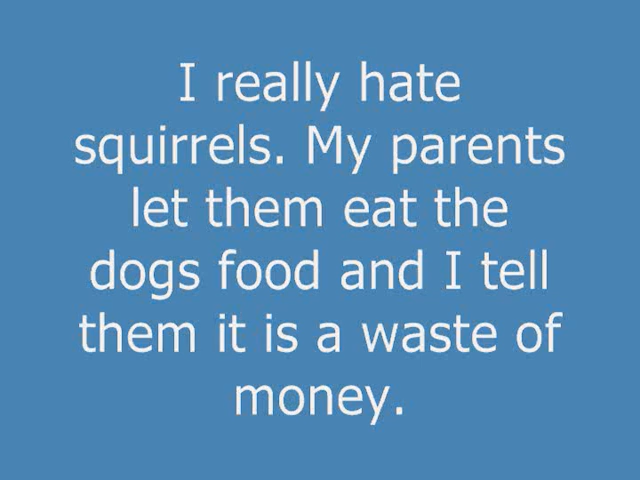 I really hate
squirrels. My parents
let them eat the
dogs food and I tell
them it is a waste of
money.